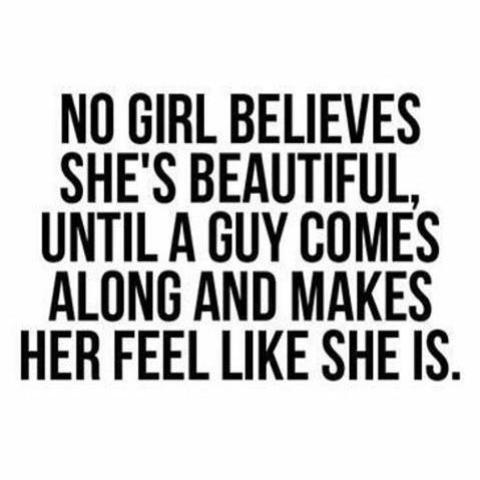 NO GIRL BELIEVES
SHE'S BEAUTIFUL,
UNTIL A GUY COMES
ALONG AND MAKES
HER FEEL LIKE SHE IS.